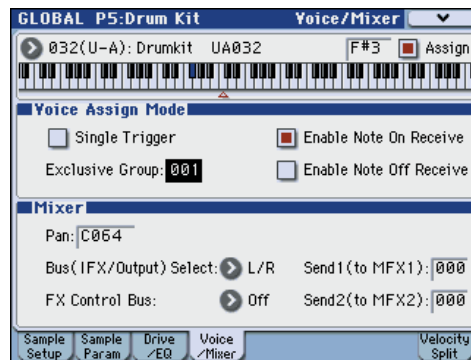 GLOBAL P5:Drum Kit Voice/Mixer
032(U-A): Drumkit UA032 F#3 Assign
Voice Assign Mode
Single Trigger Enable Note On Receive
Exclusive Group: 001 Enable Note Off Receive
Mixer
Pan: C064
Bus(IFX/Output) Select: L/R Send1(to MFX1): 000
FX Control Bus: Off Send2(to MFX2): 000
Sample Setup Sample Param Drive /EQ Voice /Mixer Velocity Split